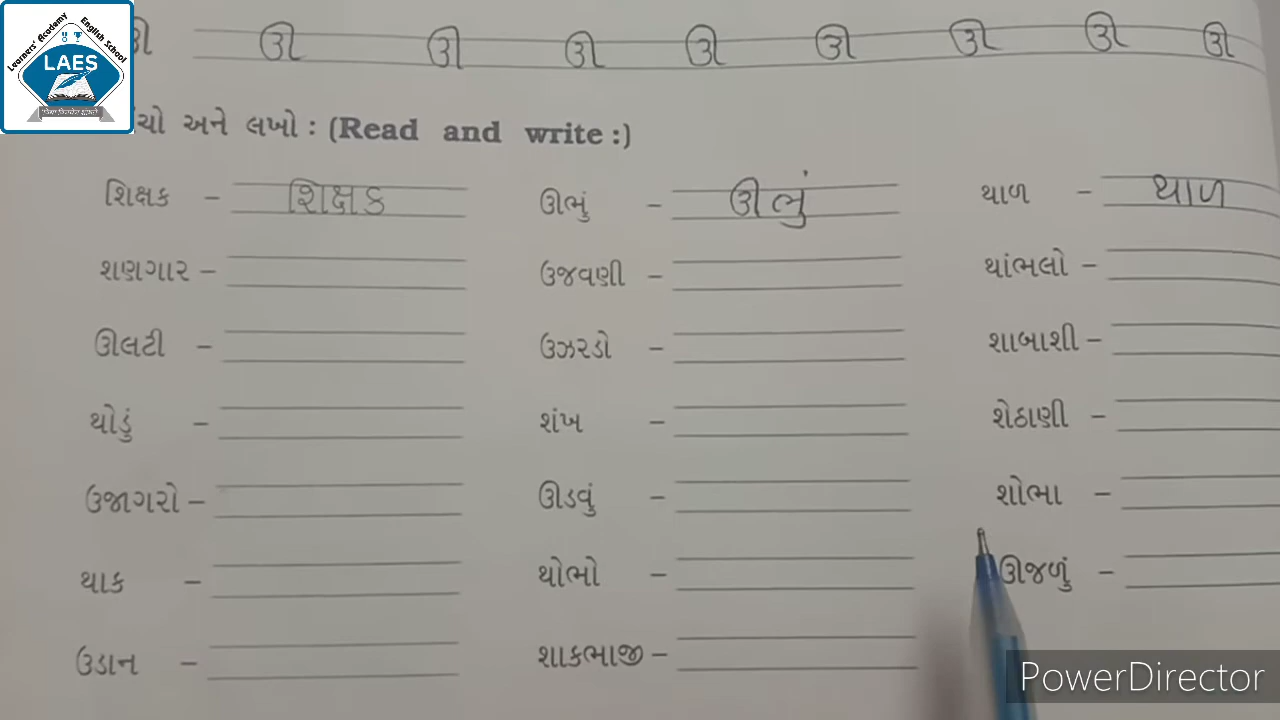 Learners' Academy English School
LAES
ઊ ઊ ઊ ઊ ઊ ઊ ઊ ઊ
અને લખો : (Read and write :)
શિક્ષક - શિક્ષક ઊભું - ઊભું થાળ - થાળ
શણગાર - ઉજવણી - થાંભલો -
ઊલટી - ઉઝરડો - શાબાશી -
થોડું - શંખ - શેઠાણી -
ઉજાગરો - ઊડવું - શોભા -
થાક - થોભો - ઊજળું -
ઉડાન - શાકભાજી -
PowerDirector